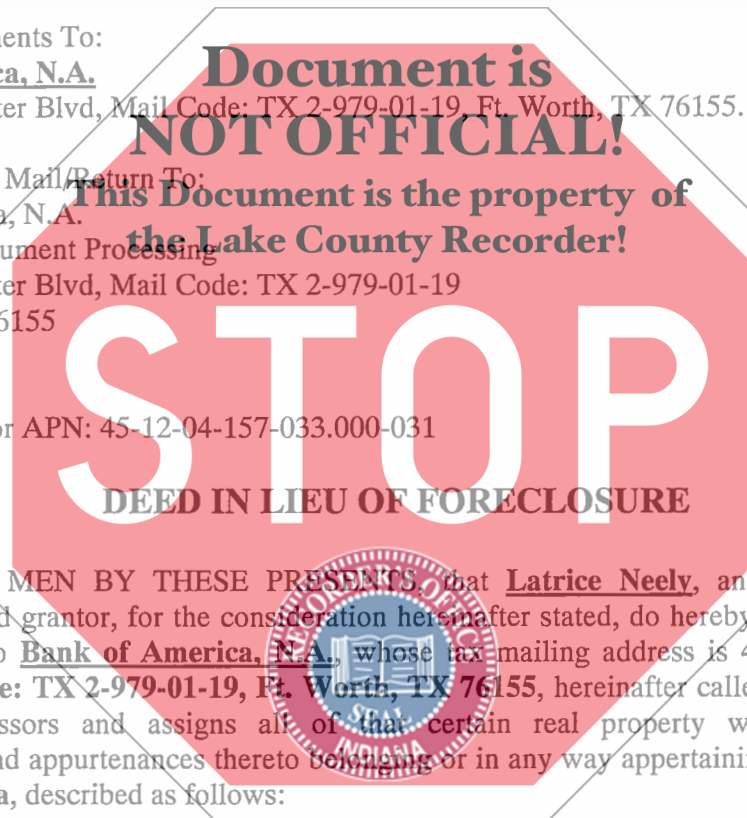 ents To:
ca, N.A.
ter Blvd, Mail Code: TX 2-979-01-19, Ft. Worth, TX 76155.
Document is
NOT OFFICIAL!
This Document is the property of
the Lake County Recorder!
Mail/Return To:
a, N.A.
ument Processing
ter Blvd, Mail Code: TX 2-979-01-19
6155
STOP
or APN: 45-12-04-157-033.000-031
DEED IN LIEU OF FORECLOSURE
MEN BY THESE PRESENTS, that Latrice Neely, an
d grantor, for the consideration hereinafter stated, do hereby
o Bank of America, N.A., whose tax mailing address is 4
e: TX 2-979-01-19, Ft. Worth, TX 76155, hereinafter calle
ssors and assigns all of that certain real property w
nd appurtenances thereto belonging or in any way appertaini
a, described as follows:
RECORDER'S OFFICE
SEAL
INDIANA